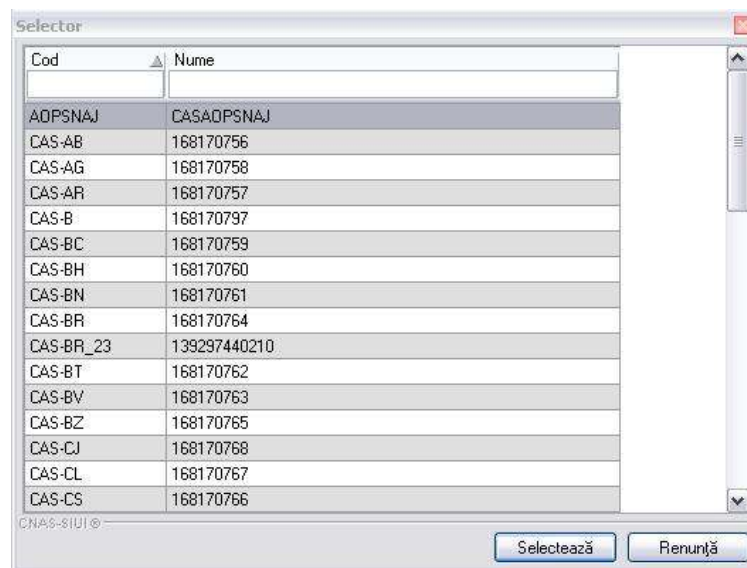 Selector
Cod Nume
AOPSNAJ CASAOPSNAJ
CAS-AB 168170756
CAS-AG 168170758
CAS-AR 168170757
CAS-B 168170797
CAS-BC 168170759
CAS-BH 168170760
CAS-BN 168170761
CAS-BR 168170764
CAS-BR_23 139297440210
CAS-BT 168170762
CAS-BV 168170763
CAS-BZ 168170765
CAS-CJ 168170768
CAS-CL 168170767
CAS-CS 168170766
CNAS-SIUI ®
Selectează Renunță